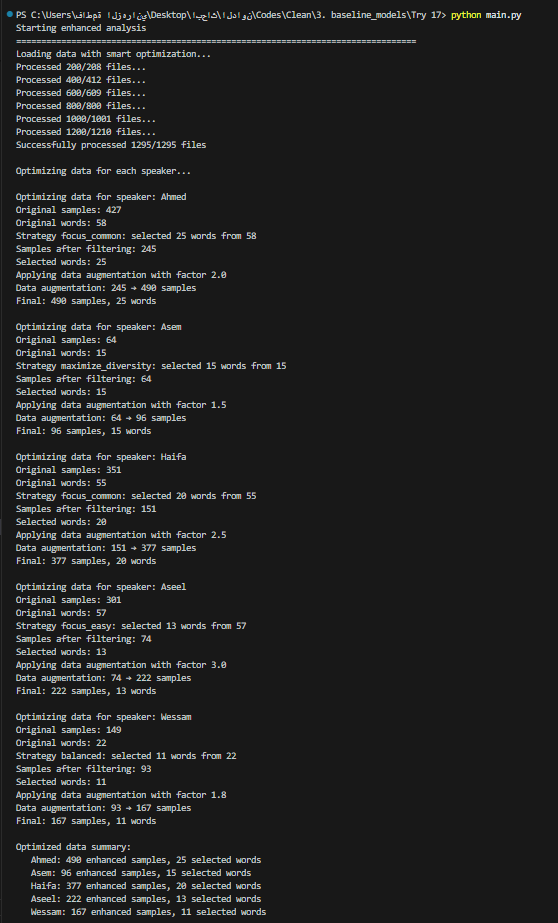 PS C:\Users\فاطمة الزهراني\Desktop\ابحاث\الدوان\Codes\Clean\3. baseline_models\Try 17> python main.py
Starting enhanced analysis
================================================================================
Loading data with smart optimization...
Processed 200/208 files...
Processed 400/412 files...
Processed 600/609 files...
Processed 800/800 files...
Processed 1000/1001 files...
Processed 1200/1210 files...
Successfully processed 1295/1295 files
Optimizing data for each speaker...
Optimizing data for speaker: Ahmed
Original samples: 427
Original words: 58
Strategy focus_common: selected 25 words from 58
Samples after filtering: 245
Selected words: 25
Applying data augmentation with factor 2.0
Data augmentation: 245 → 490 samples
Final: 490 samples, 25 words
Optimizing data for speaker: Asem
Original samples: 64
Original words: 15
Strategy maximize_diversity: selected 15 words from 15
Samples after filtering: 64
Selected words: 15
Applying data augmentation with factor 1.5
Data augmentation: 64 → 96 samples
Final: 96 samples, 15 words
Optimizing data for speaker: Haifa
Original samples: 351
Original words: 55
Strategy focus_common: selected 20 words from 55
Samples after filtering: 151
Selected words: 20
Applying data augmentation with factor 2.5
Data augmentation: 151 → 377 samples
Final: 377 samples, 20 words
Optimizing data for speaker: Aseel
Original samples: 301
Original words: 57
Strategy focus_easy: selected 13 words from 57
Samples after filtering: 74
Selected words: 13
Applying data augmentation with factor 3.0
Data augmentation: 74 → 222 samples
Final: 222 samples, 13 words
Optimizing data for speaker: Wessam
Original samples: 149
Original words: 22
Strategy balanced: selected 11 words from 22
Samples after filtering: 93
Selected words: 11
Applying data augmentation with factor 1.8
Data augmentation: 93 → 167 samples
Final: 167 samples, 11 words
Optimized data summary:
Ahmed: 490 enhanced samples, 25 selected words
Asem: 96 enhanced samples, 15 selected words
Haifa: 377 enhanced samples, 20 selected words
Aseel: 222 enhanced samples, 13 selected words
Wessam: 167 enhanced samples, 11 selected words